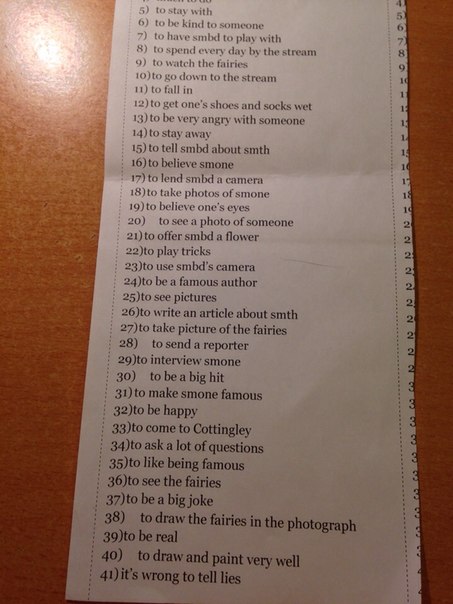 to do
5) to stay with
6) to be kind to someone
7) to have smbd to play with
8) to spend every day by the stream
9) to watch the fairies
10)to go down to the stream
11) to fall in
12)to get one's shoes and socks wet
13)to be very angry with someone
14)to stay away
15)to tell smbd about smth
16)to believe smone
17)to lend smbd a camera
18)to take photos of smone
19)to believe one's eyes
20) to see a photo of someone
21)to offer smbd a flower
22)to play tricks
23)to use smbd's camera
24)to be a famous author
25)to see pictures
26)to write an article about smth
27)to take picture of the fairies
28) to send a reporter
29)to interview smone
30) to be a big hit
31)to make smone famous
32)to be happy
33)to come to Cottingley
34)to ask a lot of questions
35)to like being famous
36)to see the fairies
37)to be a big joke
38) to draw the fairies in the photograph
39)to be real
40) to draw and paint very well
41)it's wrong to tell lies